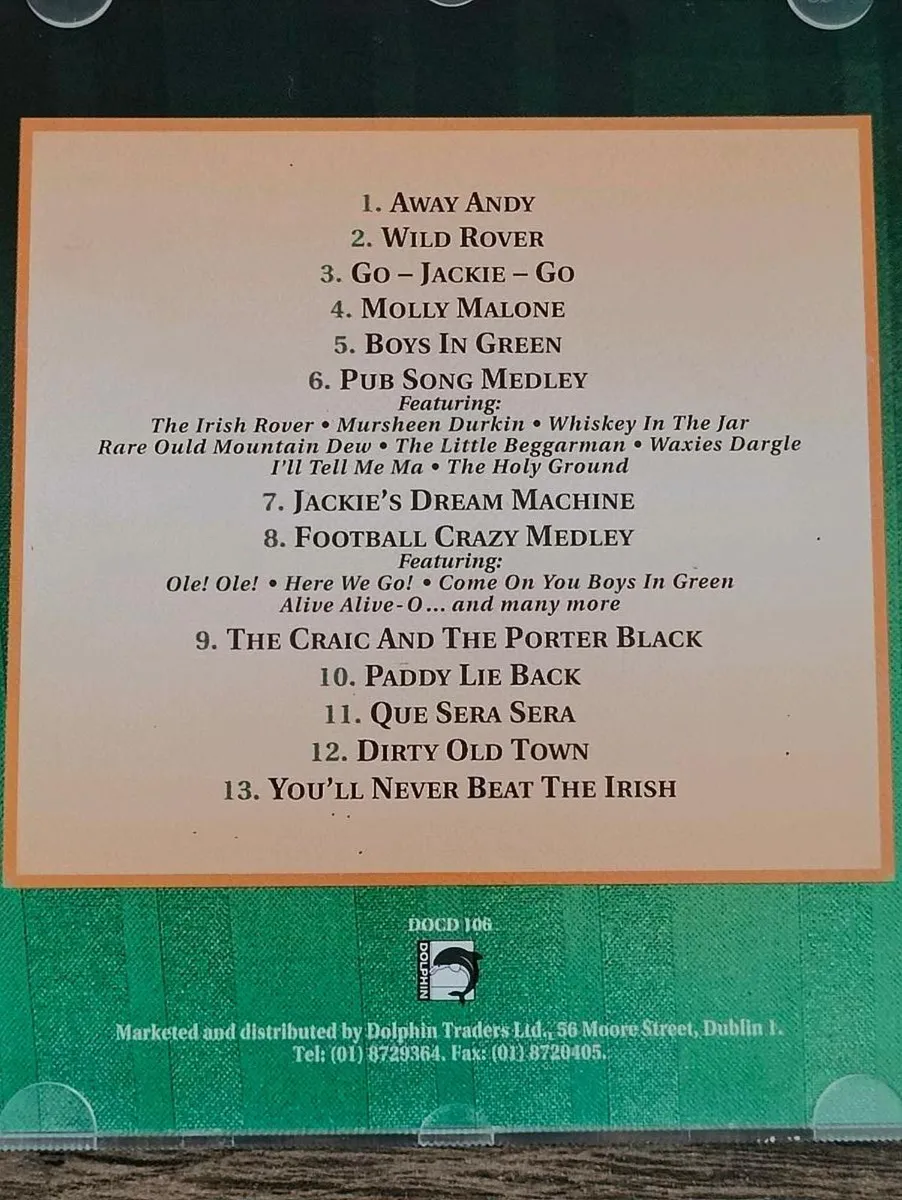 1. Away Andy
2. Wild Rover
3. Go – Jackie – Go
4. Molly Malone
5. Boys In Green
6. Pub Song Medley
Featuring:
The Irish Rover • Mursheen Durkin • Whiskey In The Jar
Rare Ould Mountain Dew • The Little Beggarman • Waxies Dargle
I'll Tell Me Ma • The Holy Ground
7. Jackie's Dream Machine
8. Football Crazy Medley
Featuring:
Ole! Ole! • Here We Go! • Come On You Boys In Green
Alive Alive-O... and many more
9. The Craic And The Porter Black
10. Paddy Lie Back
11. Que Sera Sera
12. Dirty Old Town
13. You'll Never Beat The Irish
DOCD 106
DOLPHIN
Marketed and distributed by Dolphin Traders Ltd., 56 Moore Street, Dublin 1.
Tel: (01) 8729364. Fax: (01) 8720405.